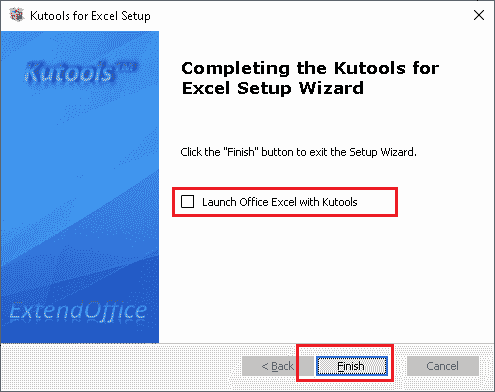 Kutools for Excel Setup
Kutools™
Completing the Kutools for
Excel Setup Wizard
Click the "Finish" button to exit the Setup Wizard.
Launch Office Excel with Kutools
ExtendOffice
< Back
Finish
Cancel